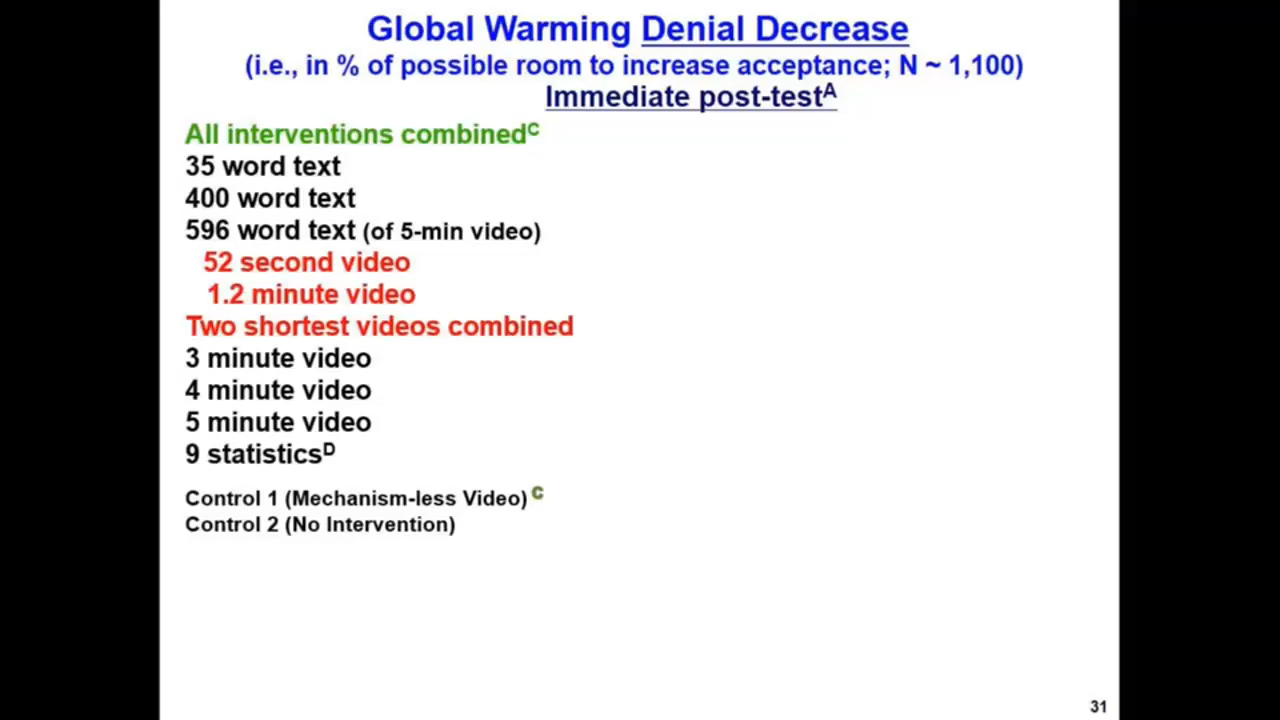 Global Warming Denial Decrease
(i.e., in % of possible room to increase acceptance; N ~ 1,100)
Immediate post-testᴬ
All interventions combinedᶜ
35 word text
400 word text
596 word text (of 5-min video)
52 second video
1.2 minute video
Two shortest videos combined
3 minute video
4 minute video
5 minute video
9 statisticsᴰ
Control 1 (Mechanism-less Video) ᶜ
Control 2 (No Intervention)
31